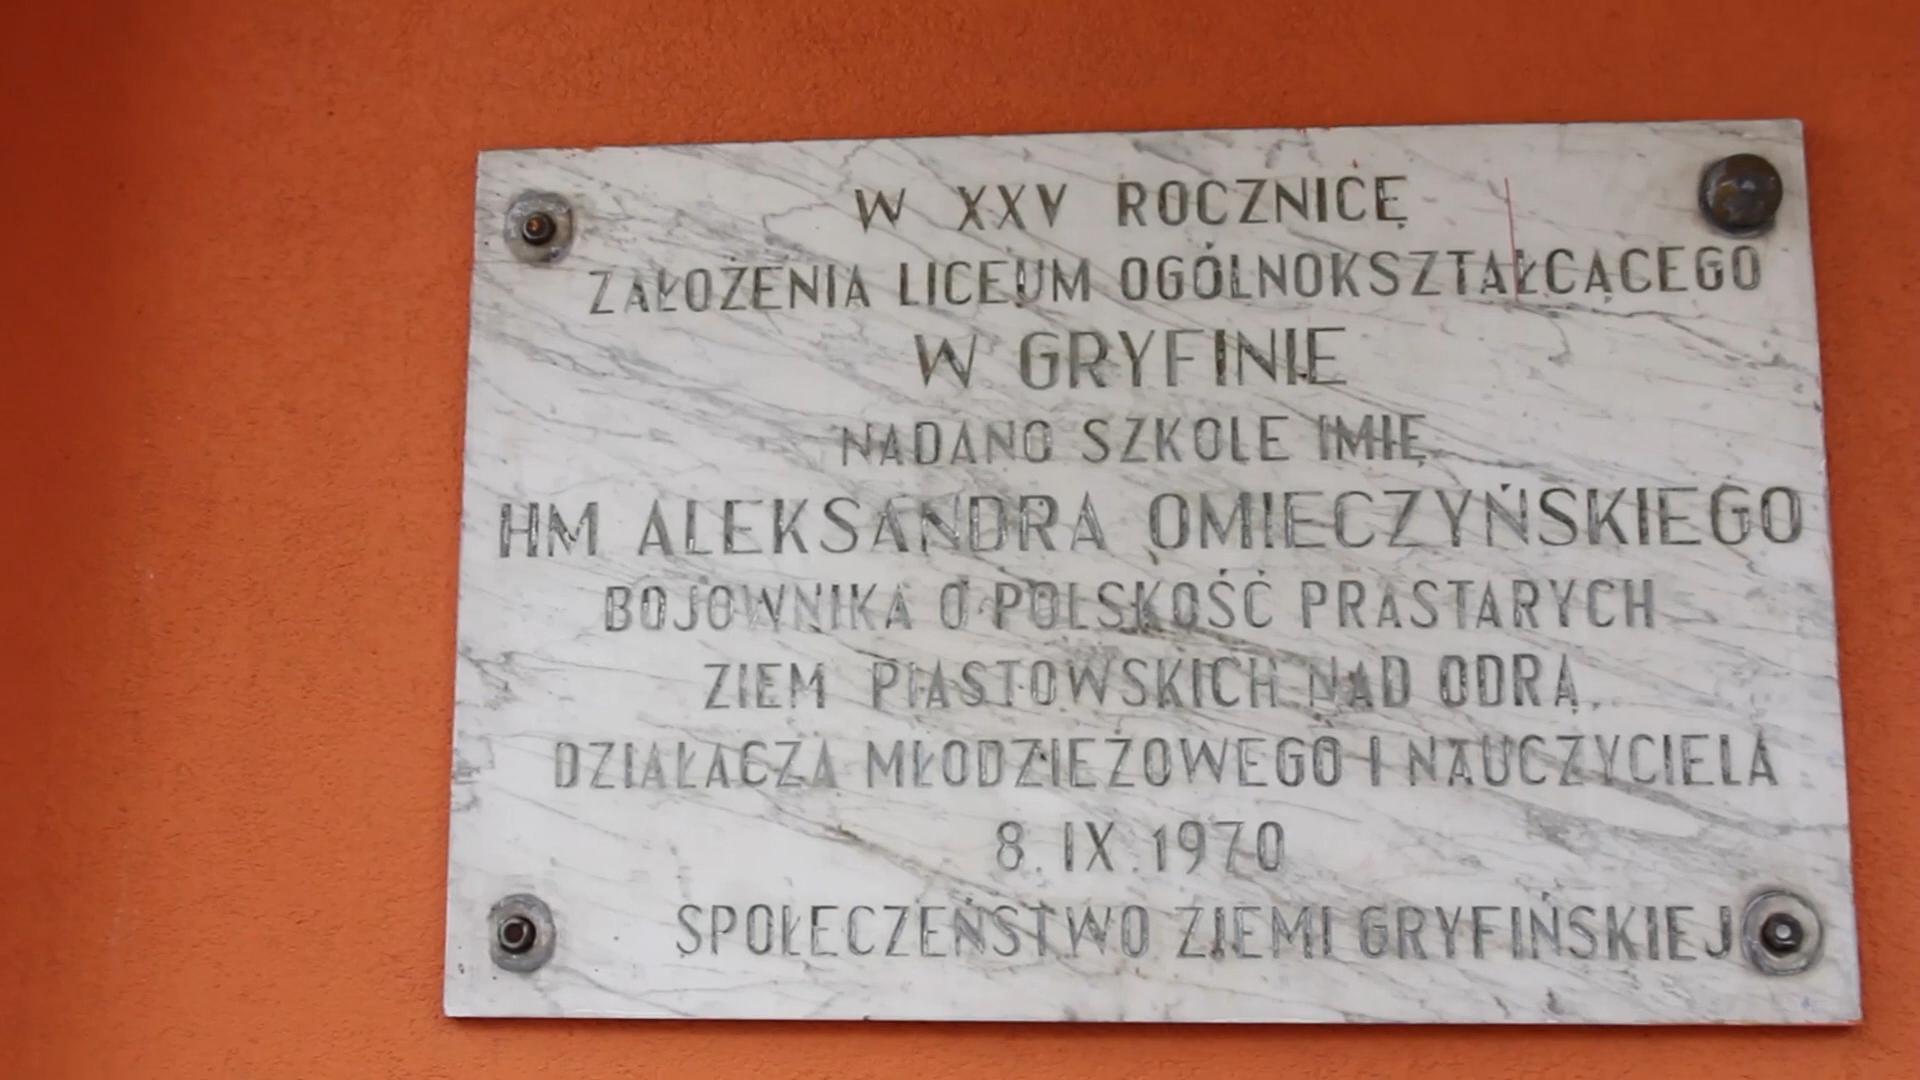 W XXV ROCZNICĘ
ZAŁOŻENIA LICEUM OGÓLNOKSZTAŁCĄCEGO
W GRYFINIE
NADANO SZKOLE IMIĘ
HM ALEKSANDRA OMIECZYŃSKIEGO
BOJOWNIKA O POLSKOŚĆ PRASTARYCH
ZIEM PIASTOWSKICH NAD ODRĄ,
DZIAŁACZA MŁODZIEŻOWEGO I NAUCZYCIELA
8. IX. 1970
SPOŁECZEŃSTWO ZIEMI GRYFIŃSKIEJ